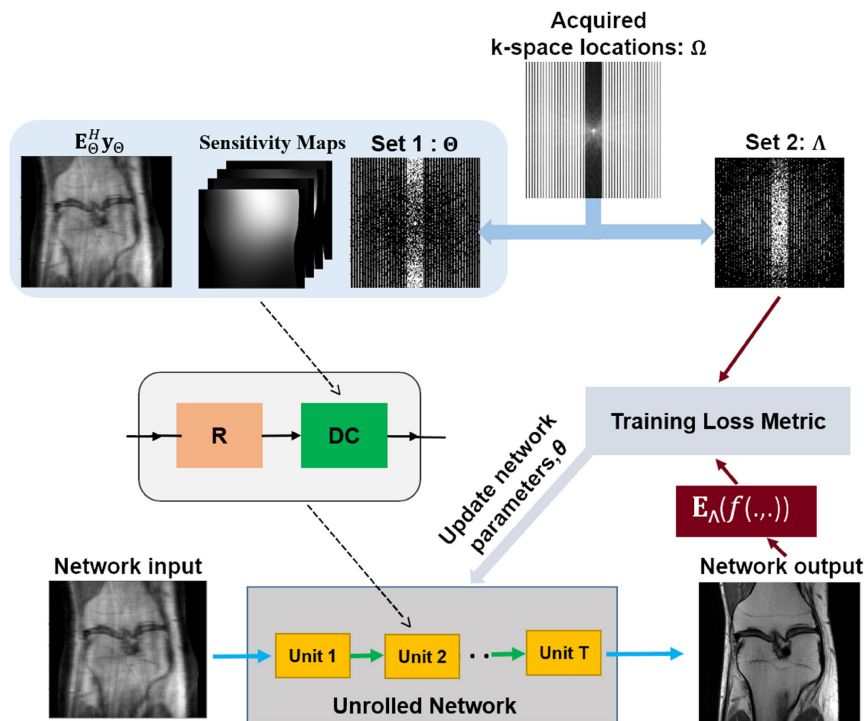 Acquired
k-space locations: Ω
E_Θ^H y_Θ
Sensitivity Maps
Set 1 : Θ
Set 2: Λ
R
DC
Training Loss Metric
Update network
parameters, θ
E_Λ(f(.,.))
Network input
Network output
Unit 1
Unit 2
..
Unit T
Unrolled Network